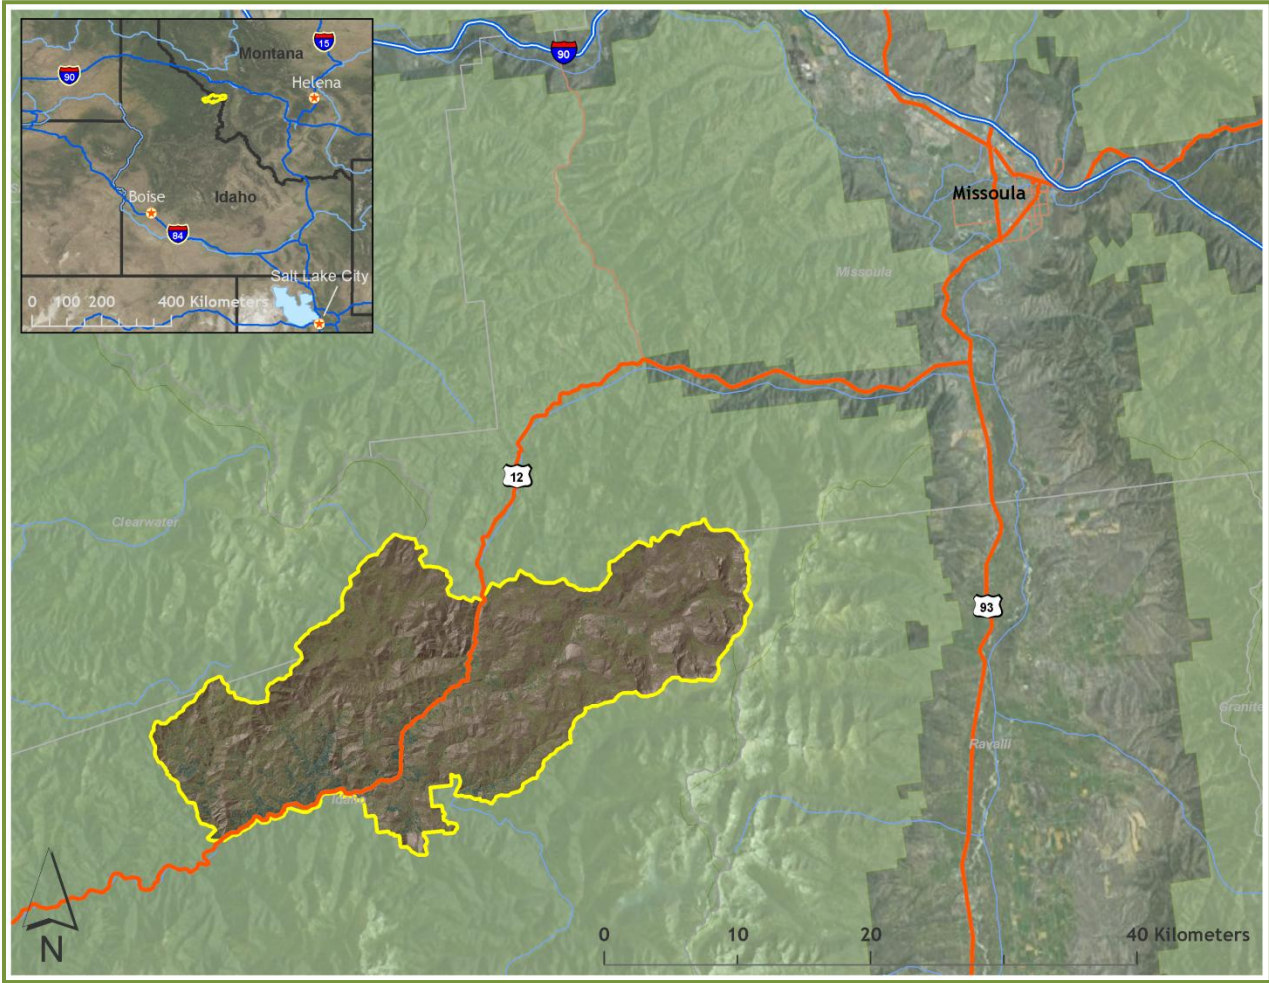 Montana
15
90
Helena
Boise
Idaho
84
Salt Lake City
0 100 200 400 Kilometers
90
Missoula
Missoula
12
Clearwater
93
Granite
Ravalli
Idaho
0 10 20 40 Kilometers
N